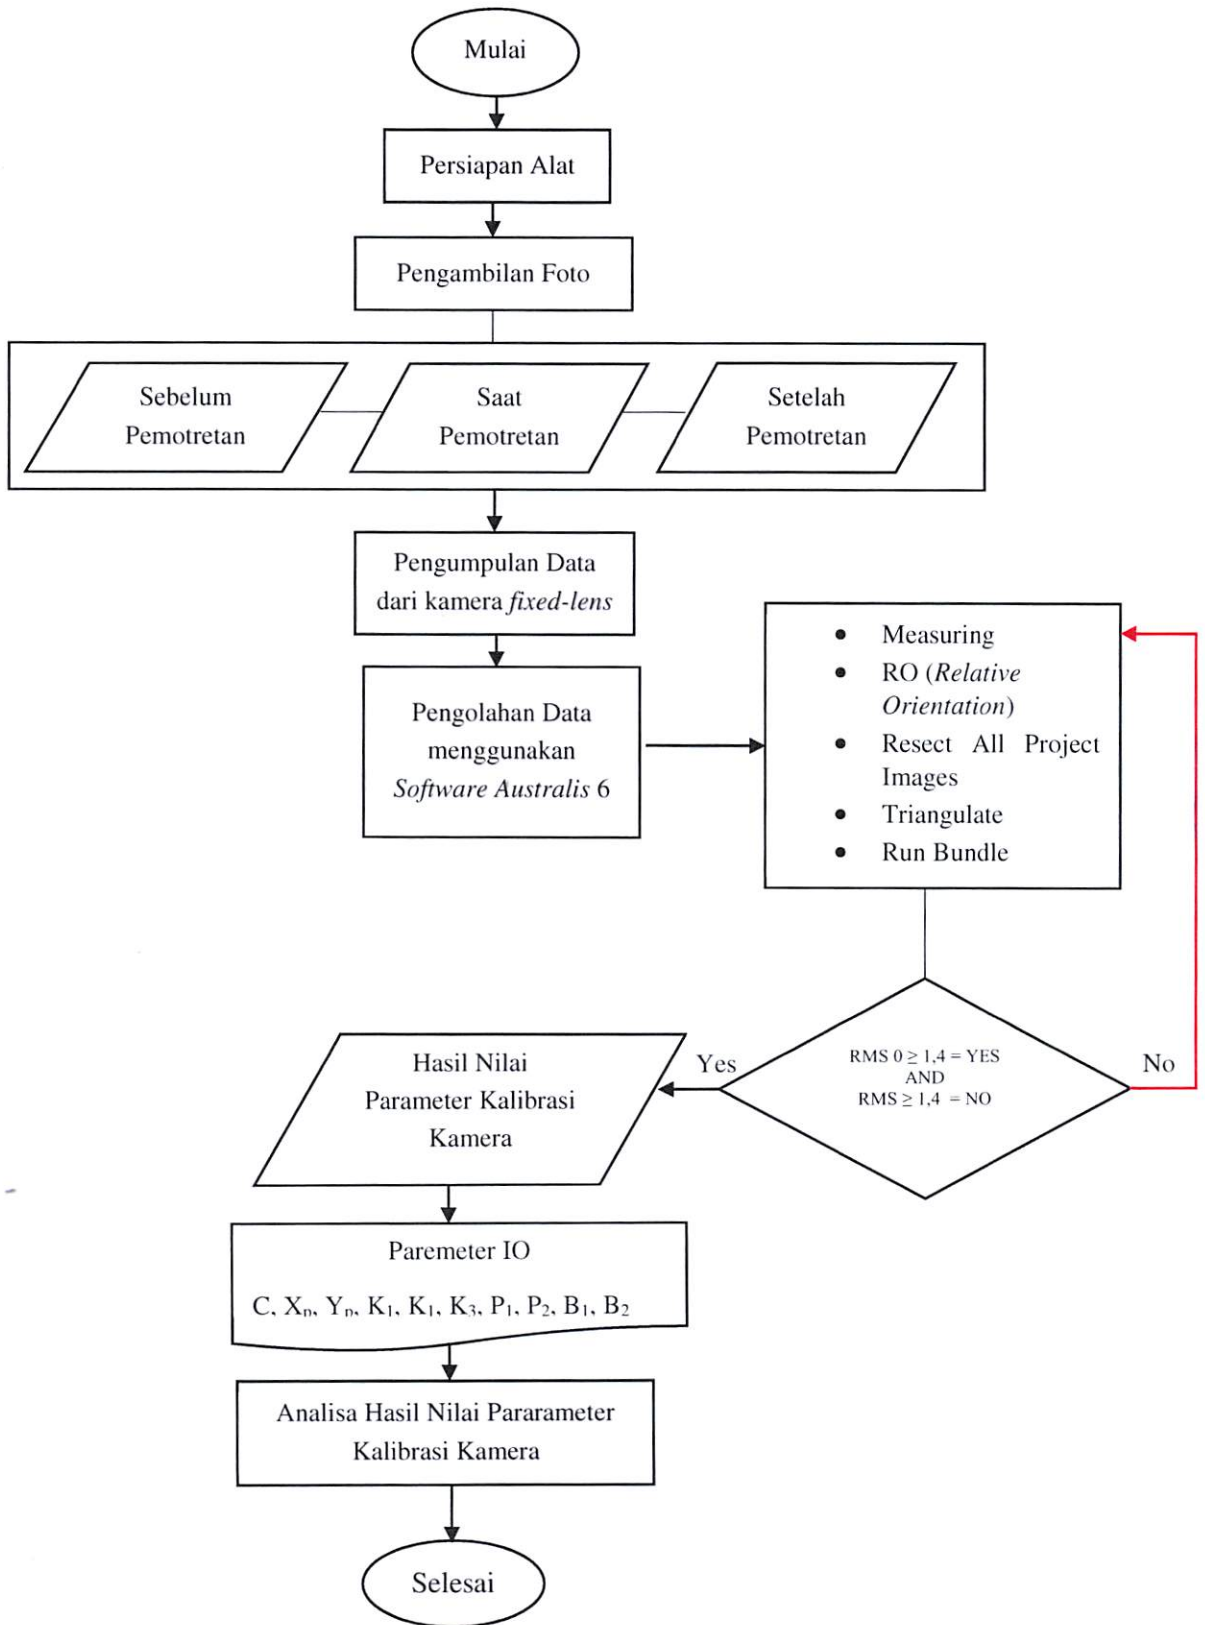 Mulai
Persiapan Alat
Pengambilan Foto
Sebelum
Pemotretan
Saat
Pemotretan
Setelah
Pemotretan
Pengumpulan Data
dari kamera fixed-lens
Pengolahan Data
menggunakan
Software Australis 6
● Measuring
● RO (Relative
Orientation)
● Resect All Project
Images
● Triangulate
● Run Bundle
RMS 0 ≥ 1,4 = YES
AND
RMS ≥ 1,4 = NO
Yes
No
Hasil Nilai
Parameter Kalibrasi
Kamera
Paremeter IO
C, Xₚ, Yₚ, K₁, K₁, K₃, P₁, P₂, B₁, B₂
Analisa Hasil Nilai Pararameter
Kalibrasi Kamera
Selesai